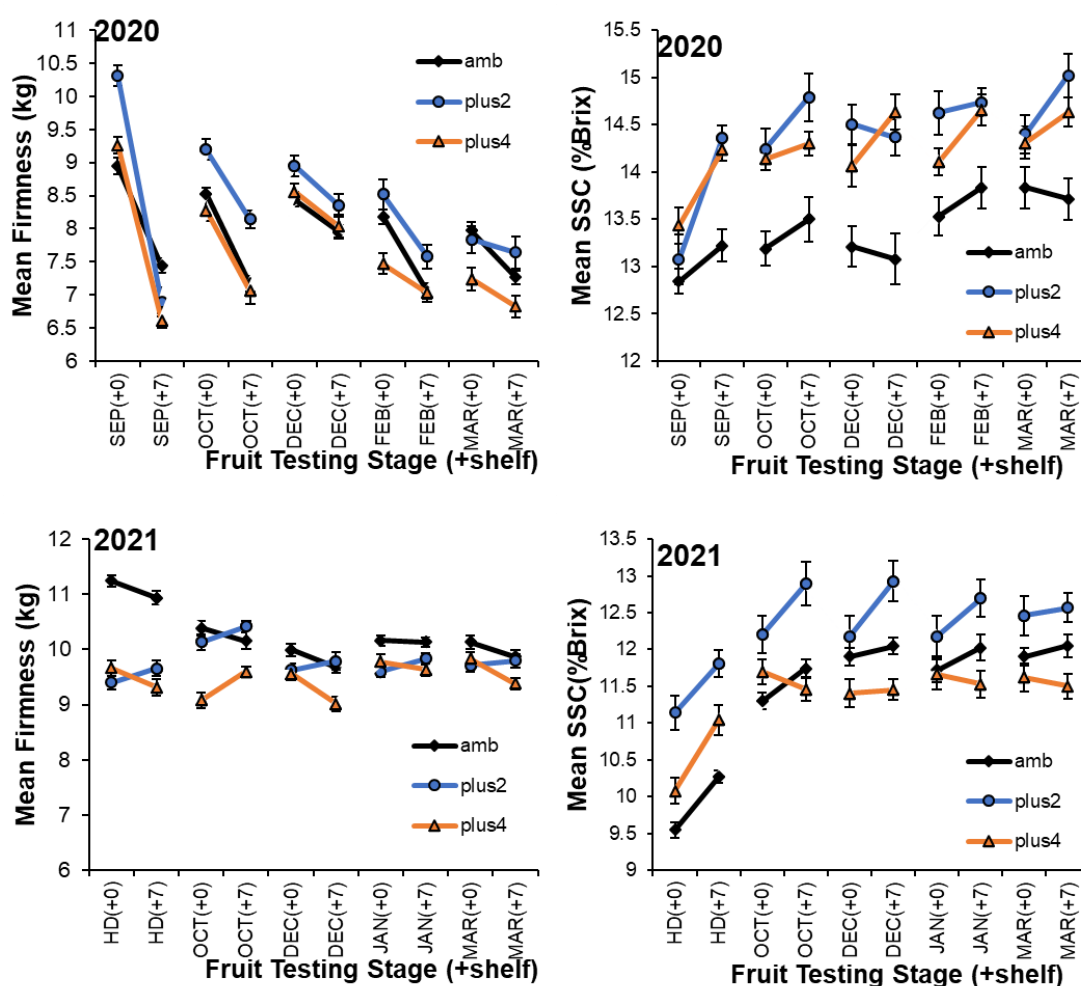 2020
Mean Firmness (kg)
11
10.5
10
9.5
9
8.5
8
7.5
7
6.5
6
amb
plus2
plus4
SEP(+0)
SEP(+7)
OCT(+0)
OCT(+7)
DEC(+0)
DEC(+7)
FEB(+0)
FEB(+7)
MAR(+0)
MAR(+7)
Fruit Testing Stage (+shelf)
2020
Mean SSC (%Brix)
15.5
15
14.5
14
13.5
13
12.5
12
amb
plus2
plus4
SEP(+0)
SEP(+7)
OCT(+0)
OCT(+7)
DEC(+0)
DEC(+7)
FEB(+0)
FEB(+7)
MAR(+0)
MAR(+7)
Fruit Testing Stage (+shelf)
2021
Mean Firmness (kg)
12
11
10
9
8
7
6
amb
plus2
plus4
HD(+0)
HD(+7)
OCT(+0)
OCT(+7)
DEC(+0)
DEC(+7)
JAN(+0)
JAN(+7)
MAR(+0)
MAR(+7)
Fruit Testing Stage (+shelf)
2021
Mean SSC(%Brix)
13.5
13
12.5
12
11.5
11
10.5
10
9.5
9
amb
plus2
plus4
HD(+0)
HD(+7)
OCT(+0)
OCT(+7)
DEC(+0)
DEC(+7)
JAN(+0)
JAN(+7)
MAR(+0)
MAR(+7)
Fruit Testing Stage (+shelf)